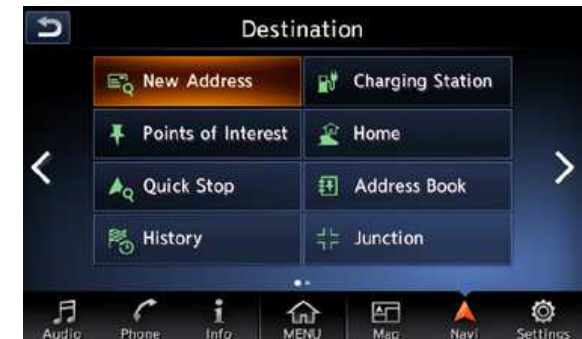 Destination
New Address
Charging Station
Points of Interest
Home
Quick Stop
Address Book
History
Junction
Audio
Phone
Info
MENU
Map
Navi
Settings